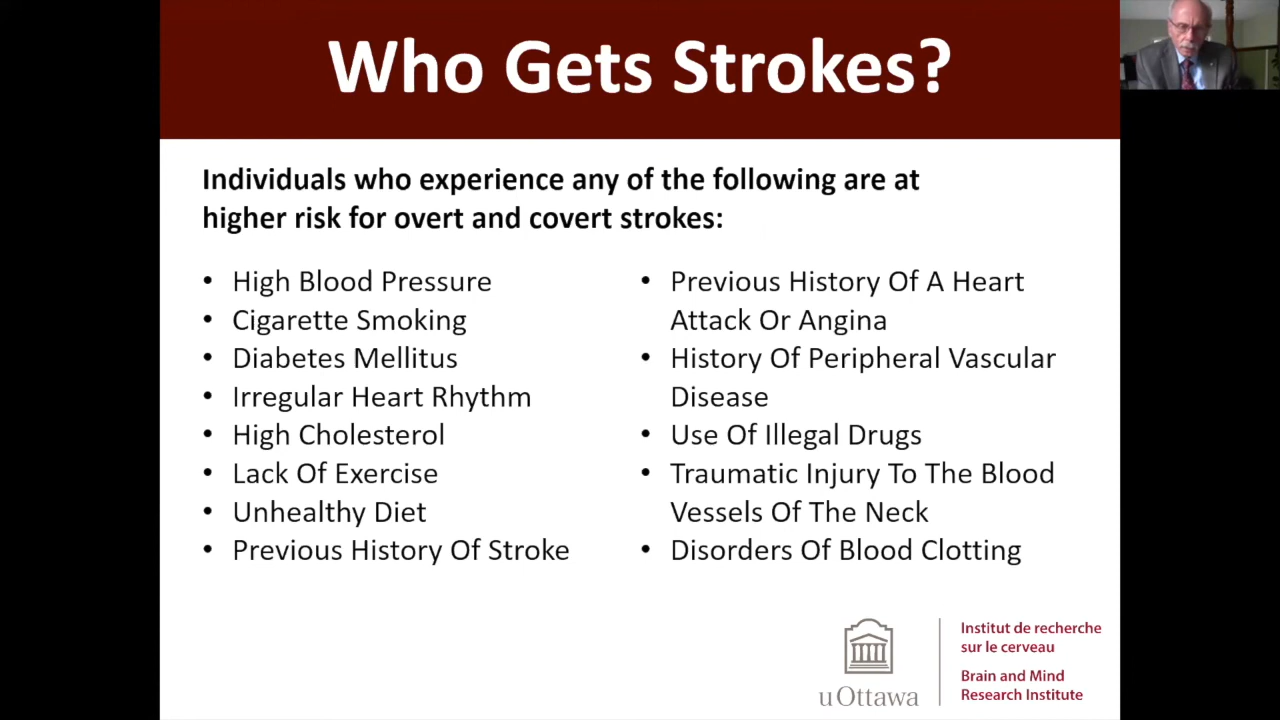 Who Gets Strokes?
Individuals who experience any of the following are at
higher risk for overt and covert strokes:
• High Blood Pressure
• Cigarette Smoking
• Diabetes Mellitus
• Irregular Heart Rhythm
• High Cholesterol
• Lack Of Exercise
• Unhealthy Diet
• Previous History Of Stroke
• Previous History Of A Heart
Attack Or Angina
• History Of Peripheral Vascular
Disease
• Use Of Illegal Drugs
• Traumatic Injury To The Blood
Vessels Of The Neck
• Disorders Of Blood Clotting
uOttawa
Institut de recherche
sur le cerveau
Brain and Mind
Research Institute